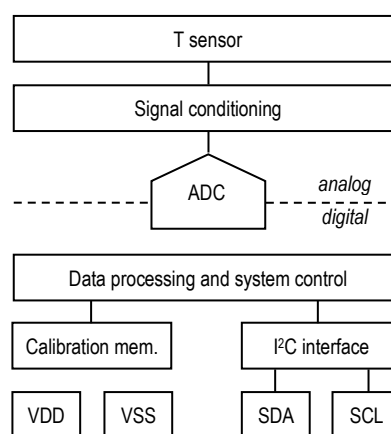 T sensor
Signal conditioning
ADC
analog
digital
Data processing and system control
Calibration mem.
I²C interface
VDD
VSS
SDA
SCL